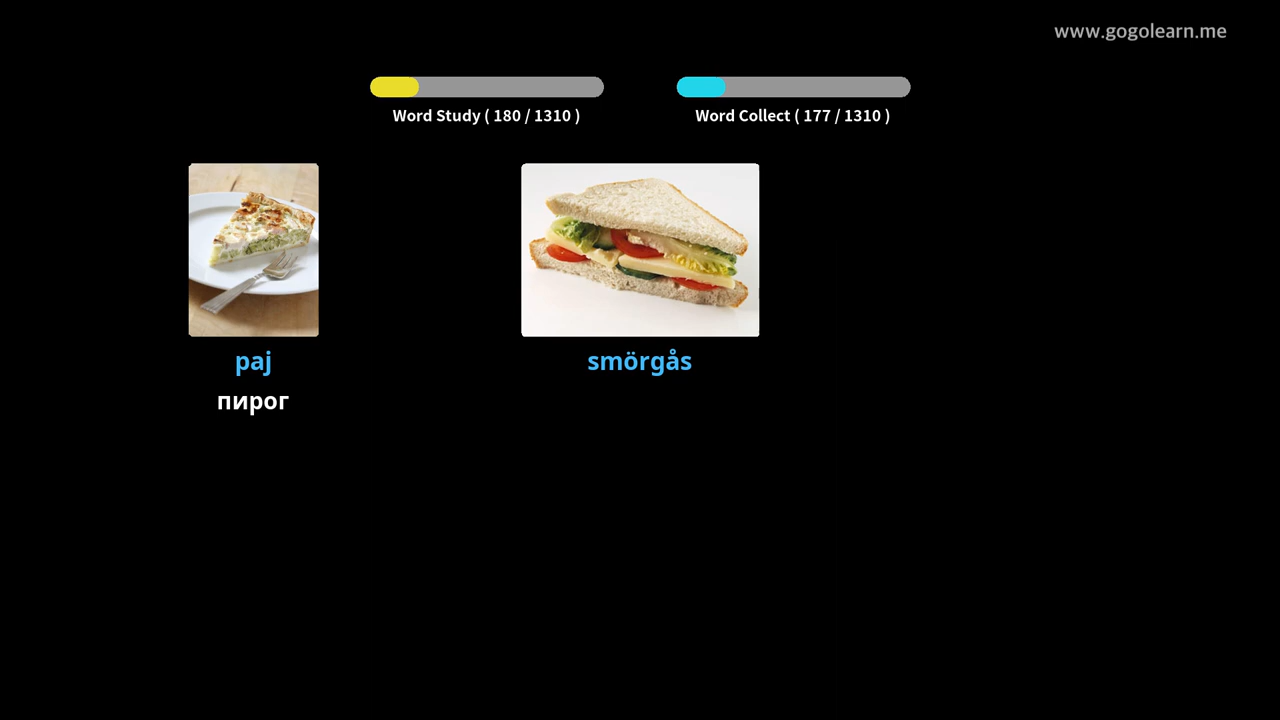 www.gogolearn.me
Word Study ( 180 / 1310 )
Word Collect ( 177 / 1310 )
paj
smörgås
пирог